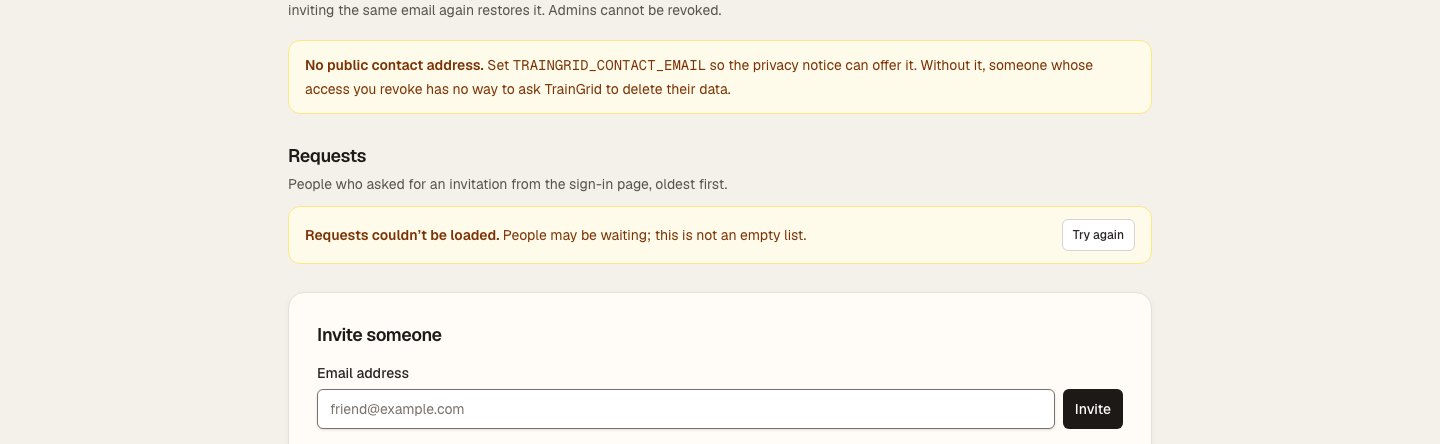 inviting the same email again restores it. Admins cannot be revoked.
No public contact address. Set TRAINGRID_CONTACT_EMAIL so the privacy notice can offer it. Without it, someone whose
access you revoke has no way to ask TrainGrid to delete their data.
Requests
People who asked for an invitation from the sign-in page, oldest first.
Requests couldn’t be loaded. People may be waiting; this is not an empty list.
Try again
Invite someone
Email address
friend@example.com
Invite